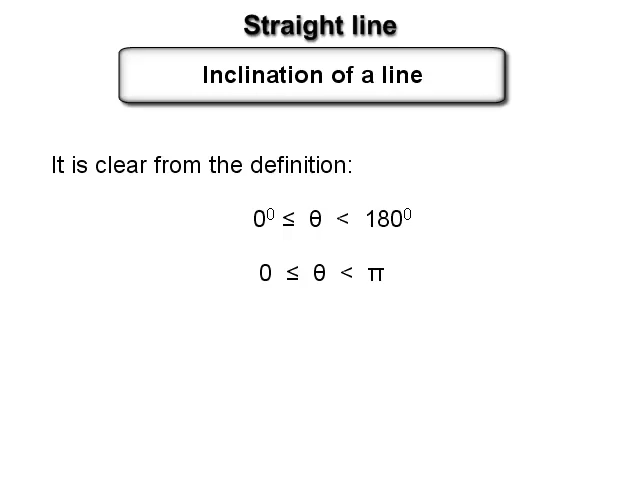 Straight line
Inclination of a line
It is clear from the definition:
0⁰ ≤ θ < 180⁰
0 ≤ θ < π